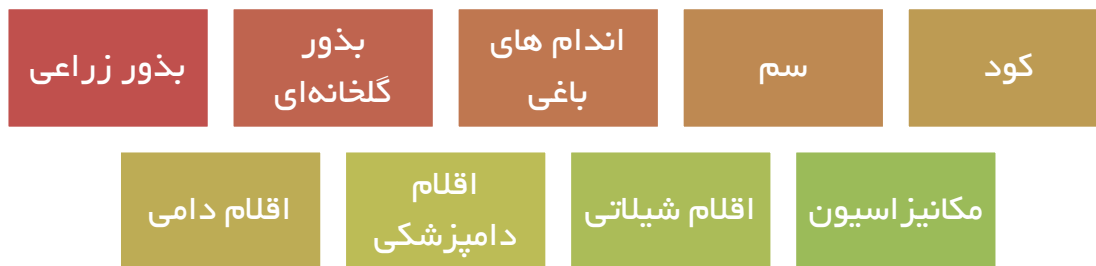 کود
سم
اندام های
باغی
بذور
گلخانه‌ای
بذور زراعی
مکانیزاسیون
اقلام شیلاتی
اقلام
دامپزشکی
اقلام دامی